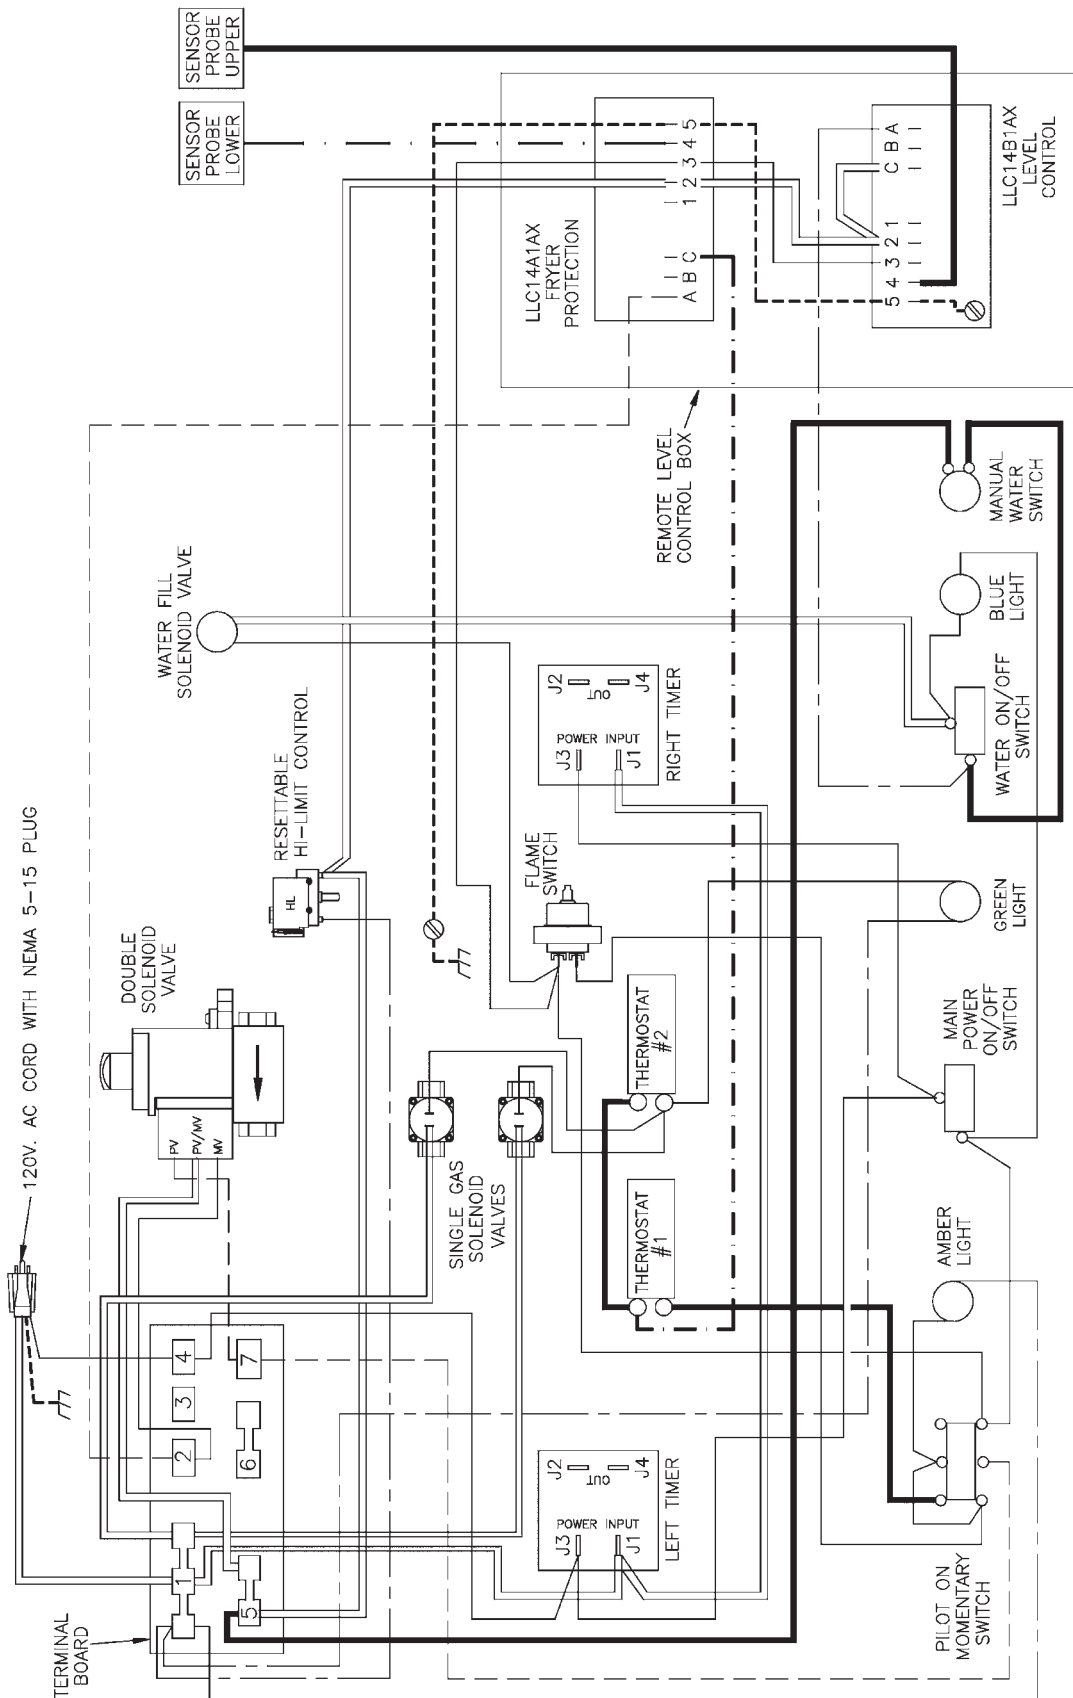 120V. AC CORD WITH NEMA 5-15 PLUG
SENSOR
PROBE
UPPER
SENSOR
PROBE
LOWER
DOUBLE
SOLENOID
VALVE
PV
PV/MV
MV
RESETTABLE
HI-LIMIT CONTROL
HL
WATER FILL
SOLENOID VALVE
TERMINAL
BOARD
1
2
3
4
5
6
7
SINGLE GAS
SOLENOID
VALVES
FLAME
SWITCH
THERMOSTAT
#1
THERMOSTAT
#2
LEFT TIMER
POWER INPUT
J3
J1
OUT
J2
J4
RIGHT TIMER
POWER INPUT
J3
J1
OUT
J2
J4
REMOTE LEVEL
CONTROL BOX
LLC14A1AX
FRYER
PROTECTION
A B C
1 2 3 4 5
LLC14B1AX
LEVEL
CONTROL
5 4 3 2 1
C B A
PILOT ON
MOMENTARY
SWITCH
AMBER
LIGHT
MAIN
POWER
ON/OFF
SWITCH
GREEN
LIGHT
WATER ON/OFF
SWITCH
BLUE
LIGHT
MANUAL
WATER
SWITCH